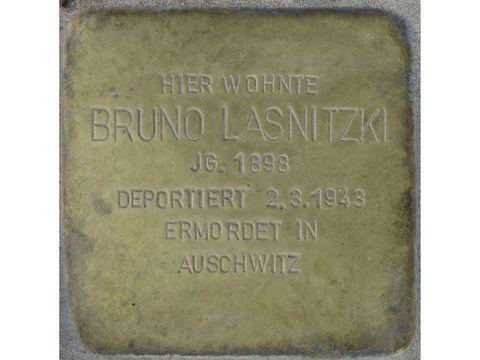 HIER WOHNTE
BRUNO LASNITZKI
JG. 1898
DEPORTIERT 2.3.1943
ERMORDET IN
AUSCHWITZ